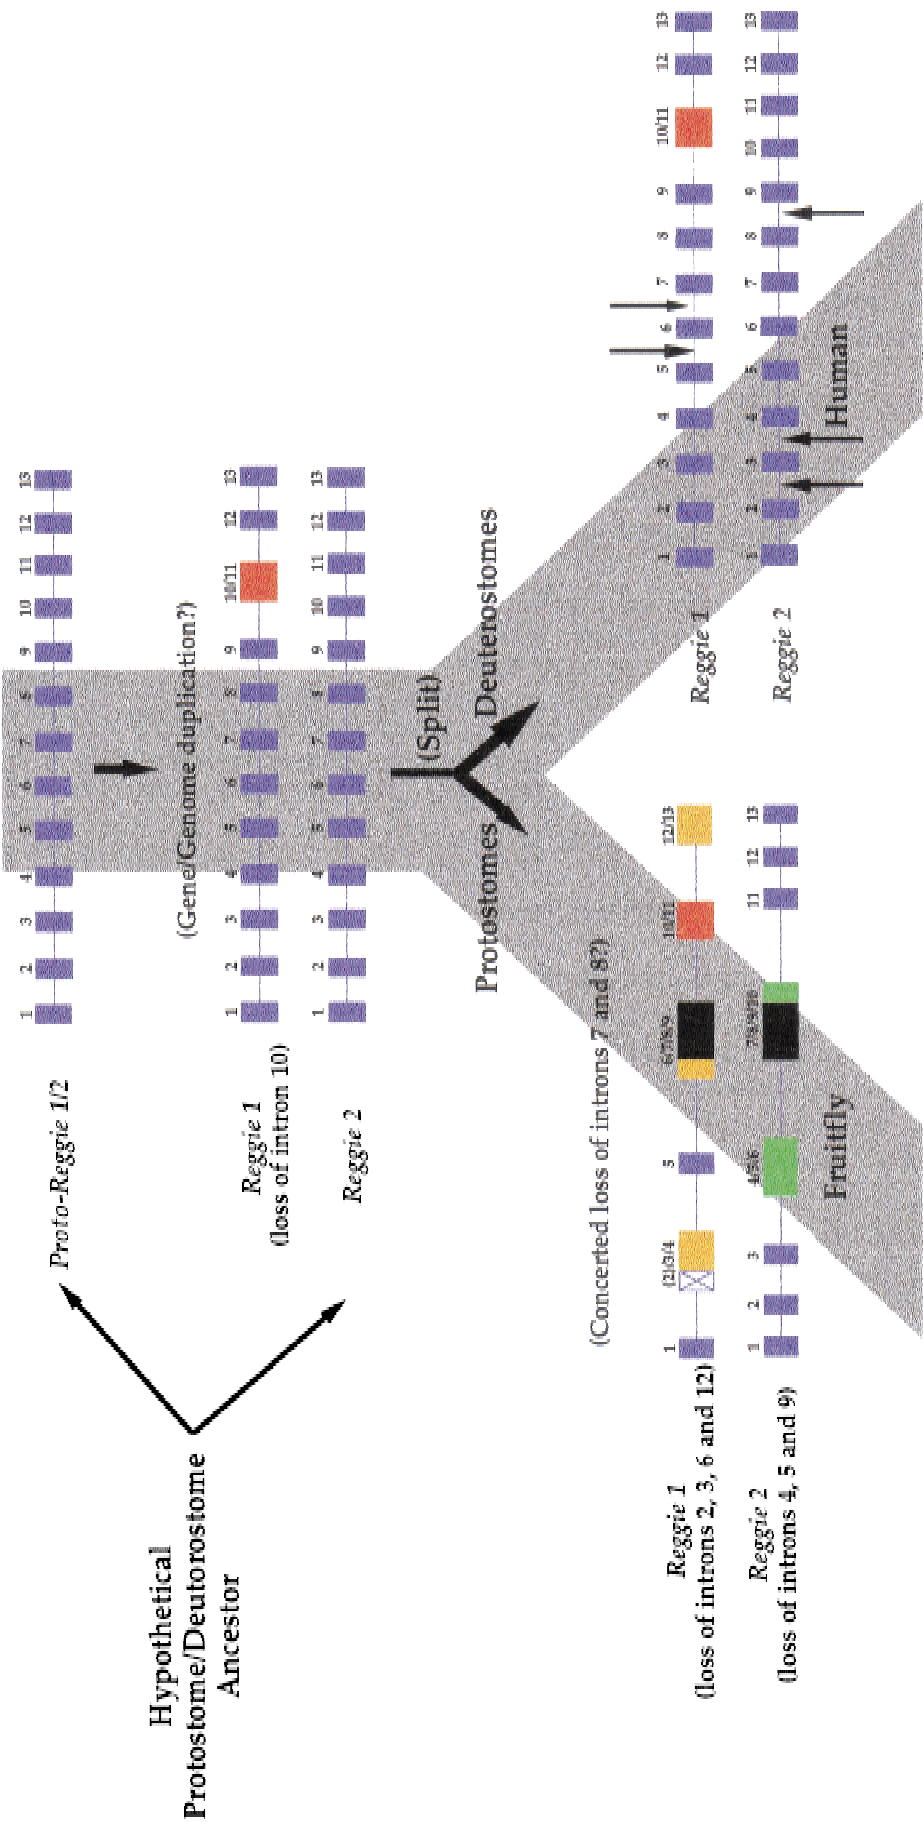 Hypothetical
Protostome/Deutorostome
Ancestor
Proto-Reggie 1/2
1 2 3 4 5 6 7 8 9 10 11 12 13
(Gene/Genome duplication?)
Reggie 1
(loss of intron 10)
1 2 3 4 5 6 7 8 9 10/11 12 13
Reggie 2
1 2 3 4 5 6 7 8 9 10 11 12 13
(Split)
Protostomes
Deuterostomes
(Concerted loss of introns 7 and 8?)
Reggie 1
(loss of introns 2, 3, 6 and 12)
1 (2)/3/4 5 6/7/8/9 10/11 12/13
Reggie 2
(loss of introns 4, 5 and 9)
1 2 3 4/5/6 7/8/9/10 11 12 13
Fruitfly
Reggie 1
1 2 3 4 5 6 7 8 9 10/11 12 13
Reggie 2
1 2 3 4 5 6 7 8 9 10 11 12 13
Human